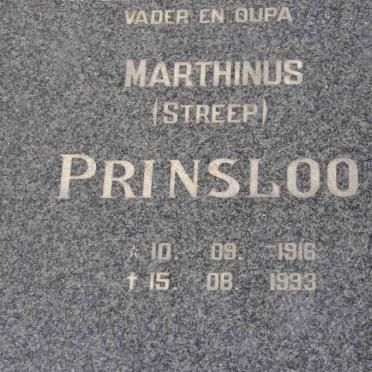 VADER EN OUPA
MARTHINUS
(STREEP)
PRINSLOO
* 10. 09. 1916
† 15. 08. 1993